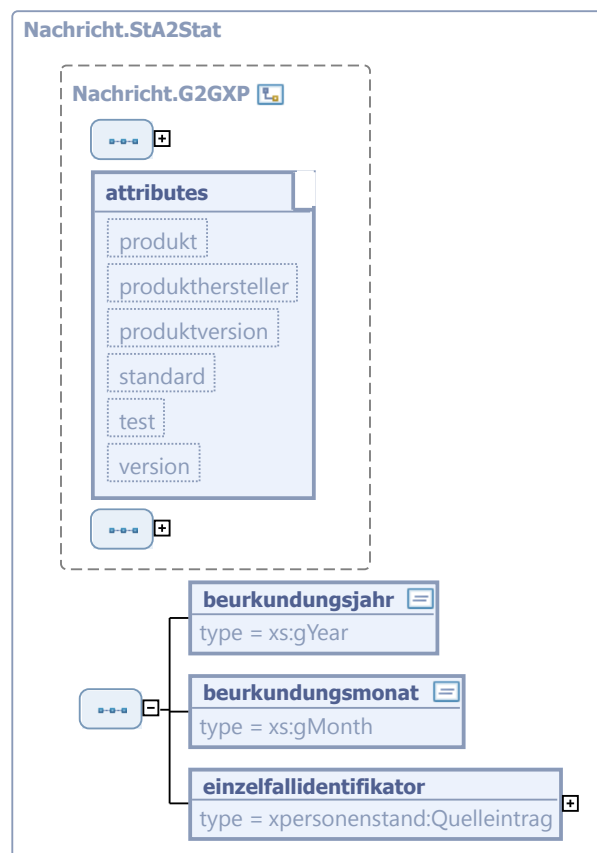 Nachricht.StA2Stat
Nachricht.G2GXP
attributes
produkt
produkthersteller
produktversion
standard
test
version
beurkundungsjahr
type = xs:gYear
beurkundungsmonat
type = xs:gMonth
einzelfallidentifikator
type = xpersonenstand:Quelleintrag